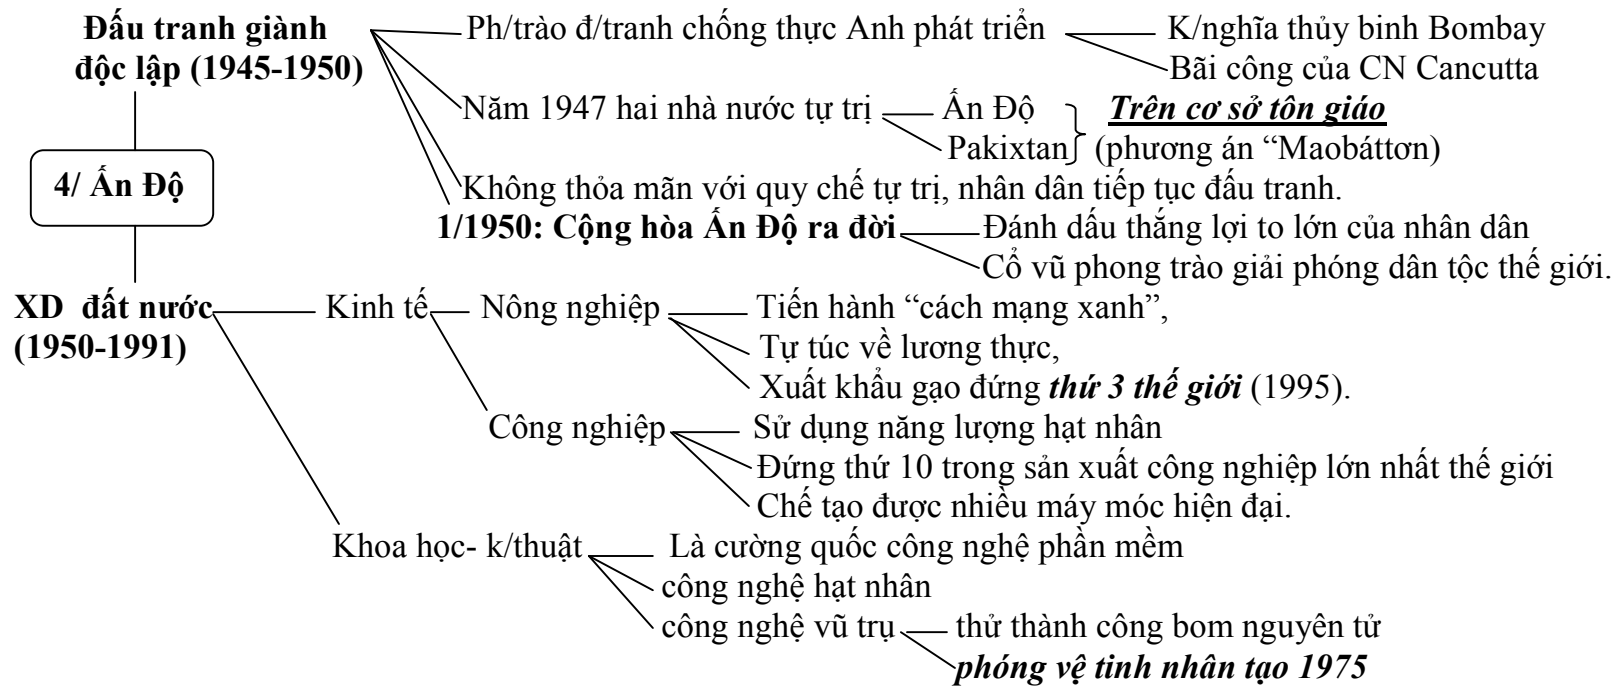 Đấu tranh giành
độc lập (1945-1950)
Ph/trào đ/tranh chống thực Anh phát triển
K/nghĩa thủy binh Bombay
Bãi công của CN Cancutta
Năm 1947 hai nhà nước tự trị
Ấn Độ
Pakixtan
Trên cơ sở tôn giáo
(phương án “Maobáttơn)
Không thỏa mãn với quy chế tự trị, nhân dân tiếp tục đấu tranh.
1/1950: Cộng hòa Ấn Độ ra đời
Đánh dấu thắng lợi to lớn của nhân dân
Cổ vũ phong trào giải phóng dân tộc thế giới.
4/ Ấn Độ
XD đất nước
(1950-1991)
Kinh tế
Nông nghiệp
Tiến hành “cách mạng xanh”,
Tự túc về lương thực,
Xuất khẩu gạo đứng thứ 3 thế giới (1995).
Công nghiệp
Sử dụng năng lượng hạt nhân
Đứng thứ 10 trong sản xuất công nghiệp lớn nhất thế giới
Chế tạo được nhiều máy móc hiện đại.
Khoa học- k/thuật
Là cường quốc công nghệ phần mềm
công nghệ hạt nhân
công nghệ vũ trụ
thử thành công bom nguyên tử
phóng vệ tinh nhân tạo 1975